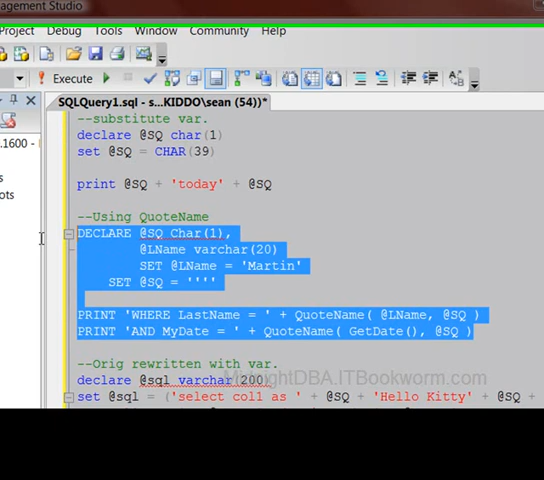 nagement Studio
Project Debug Tools Window Community Help
Execute
SQLQuery1.sql - s...KIDDO\sean (54))*
--substitute var.
declare @SQ char(1)
.1600 -
set @SQ = CHAR(39)
s
print @SQ + 'today' + @SQ
ots
--Using QuoteName
DECLARE @SQ Char(1),
@LName varchar(20)
SET @LName = 'Martin'
SET @SQ = ''''
PRINT 'WHERE LastName = ' + QuoteName( @LName, @SQ )
PRINT 'AND MyDate = ' + QuoteName( GetDate(), @SQ )
--Orig rewritten with var.
MidnightDBA.ITBookworm.com
declare @sql varchar(200)
set @sql = ('select col1 as ' + @SQ + 'Hello Kitty' + @SQ +